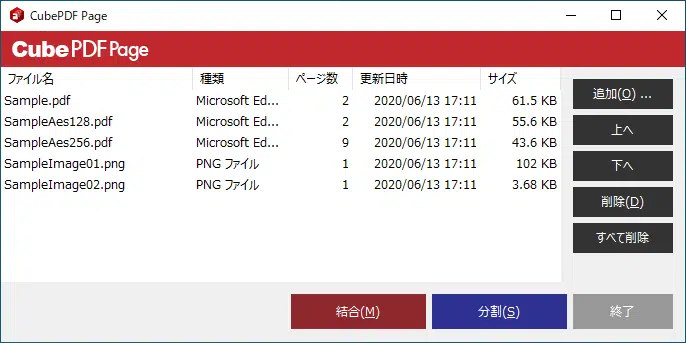 CubePDF Page
CubePDF Page
ファイル名 種類 ページ数 更新日時 サイズ
Sample.pdf Microsoft Ed... 2 2020/06/13 17:11 61.5 KB
SampleAes128.pdf Microsoft Ed... 2 2020/06/13 17:11 55.6 KB
SampleAes256.pdf Microsoft Ed... 9 2020/06/13 17:11 43.6 KB
SampleImage01.png PNG ファイル 1 2020/06/13 17:11 102 KB
SampleImage02.png PNG ファイル 1 2020/06/13 17:11 3.68 KB
追加(O) ...
上へ
下へ
削除(D)
すべて削除
結合(M) 分割(S) 終了